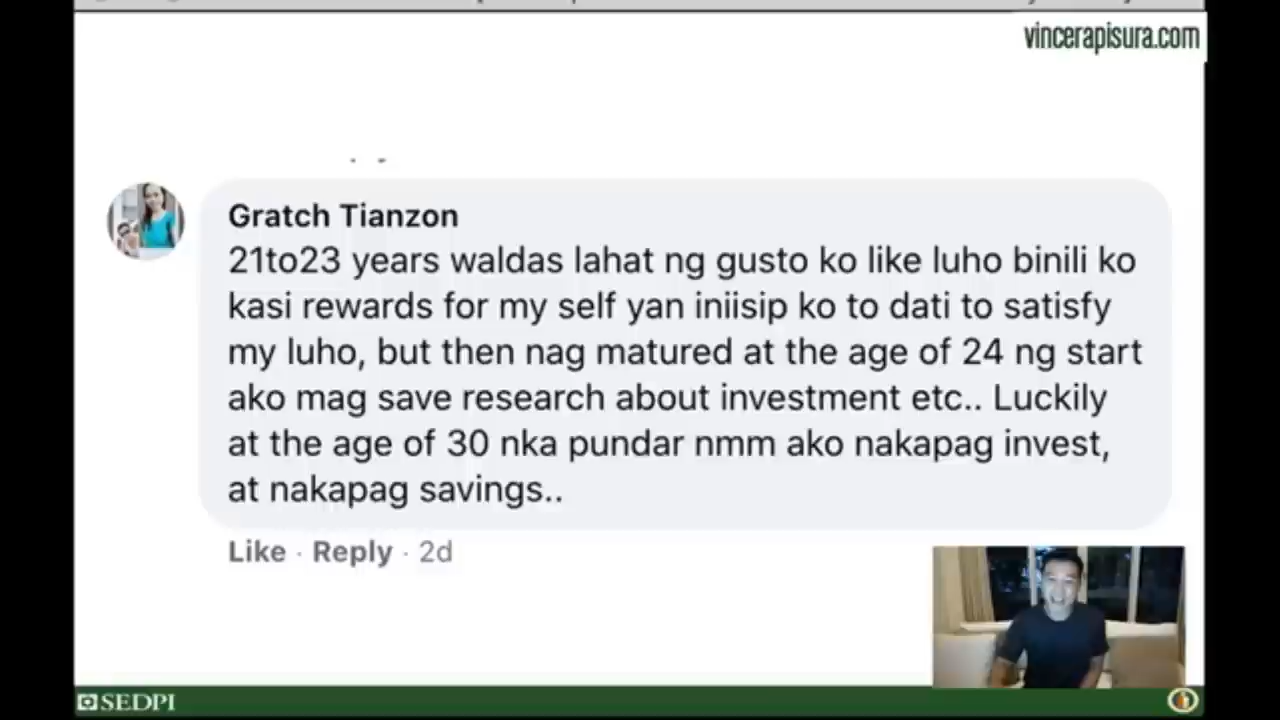 vincerapisura.com
Gratch Tianzon
21to23 years waldas lahat ng gusto ko like luho binili ko
kasi rewards for my self yan iniisip ko to dati to satisfy
my luho, but then nag matured at the age of 24 ng start
ako mag save research about investment etc.. Luckily
at the age of 30 nka pundar nmm ako nakapag invest,
at nakapag savings..
Like · Reply · 2d
SEDPI